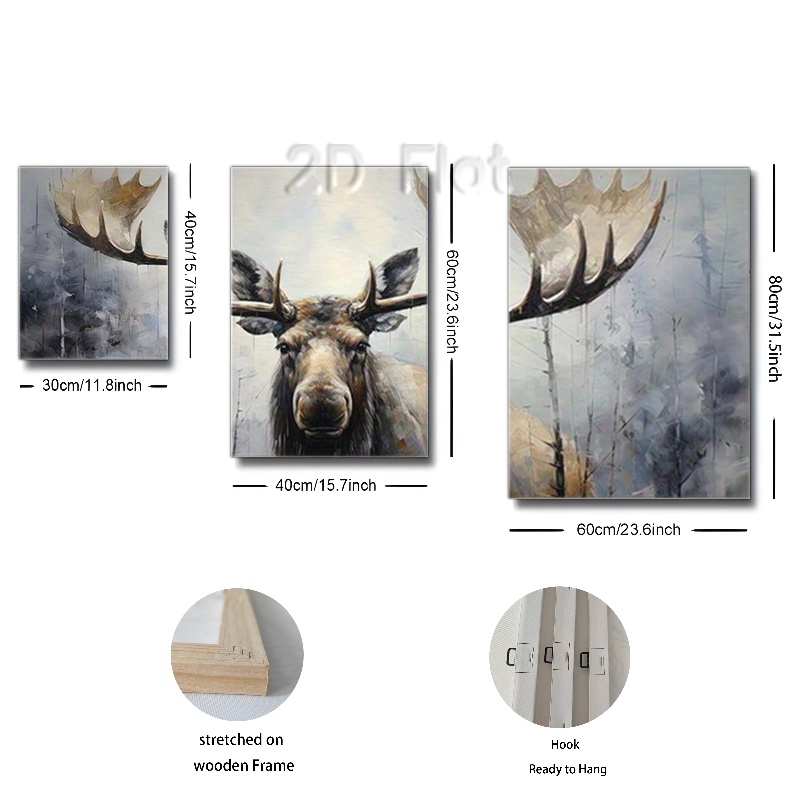 2D Flat
40cm/15.7inch
30cm/11.8inch
60cm/23.6inch
40cm/15.7inch
80cm/31.5inch
60cm/23.6inch
stretched on
wooden Frame
Hook
Ready to Hang